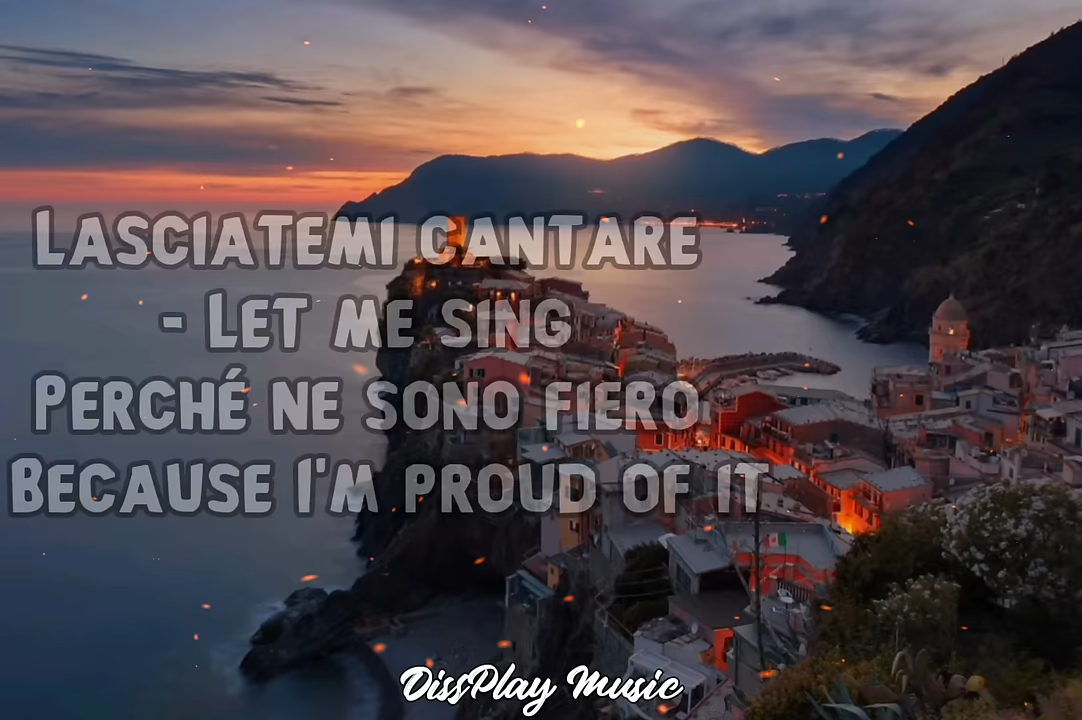 Lasciatemi cantare
- Let me sing
Perché ne sono fiero
Because I'm proud of it
DissPlay Music